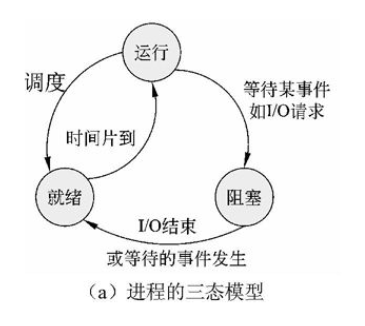 运行
调度
等待某事件
如I/O请求
时间片到
就绪
阻塞
I/O结束
或等待的事件发生
（a）进程的三态模型